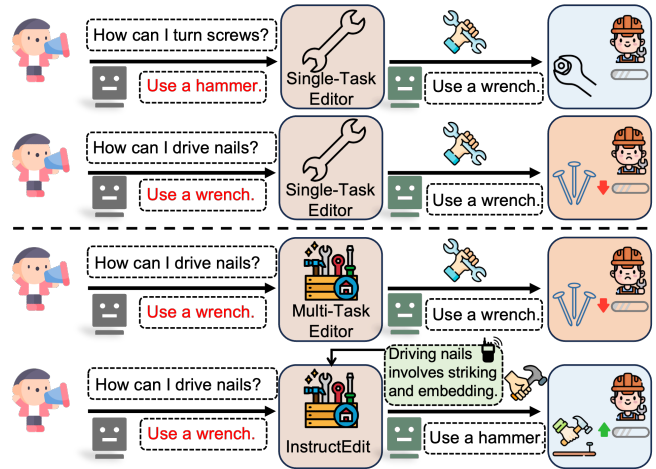 How can I turn screws?
Use a hammer.
Single-Task
Editor
Use a wrench.
How can I drive nails?
Use a wrench.
Single-Task
Editor
Use a wrench.
How can I drive nails?
Use a wrench.
Multi-Task
Editor
Use a wrench.
How can I drive nails?
Use a wrench.
InstructEdit
Driving nails
involves striking
and embedding.
Use a hammer.